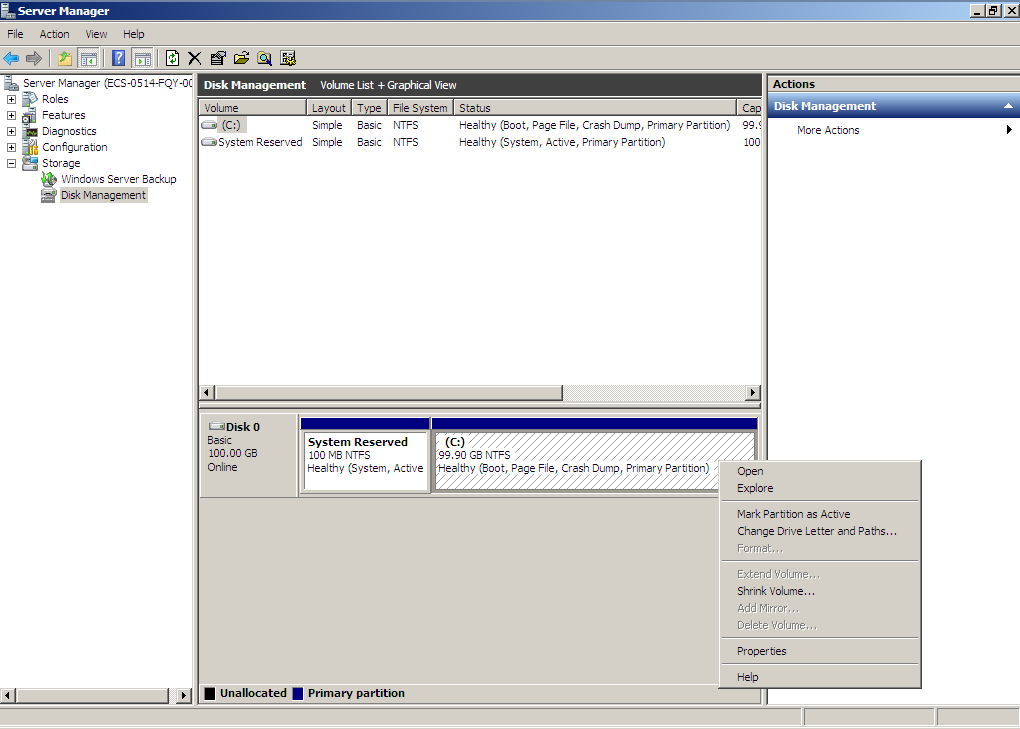 Server Manager
File Action View Help
Server Manager (ECS-0514-FQY-00
Roles
Features
Diagnostics
Configuration
Storage
Windows Server Backup
Disk Management
Disk Management Volume List + Graphical View
Volume Layout Type File System Status Cap
(C:) Simple Basic NTFS Healthy (Boot, Page File, Crash Dump, Primary Partition) 99.9
System Reserved Simple Basic NTFS Healthy (System, Active, Primary Partition) 100
Disk 0
Basic
100.00 GB
Online
System Reserved
100 MB NTFS
Healthy (System, Active
(C:)
99.90 GB NTFS
Healthy (Boot, Page File, Crash Dump, Primary Partition)
Unallocated Primary partition
Actions
Disk Management
More Actions
Open
Explore
Mark Partition as Active
Change Drive Letter and Paths...
Format...
Extend Volume...
Shrink Volume...
Add Mirror...
Delete Volume...
Properties
Help